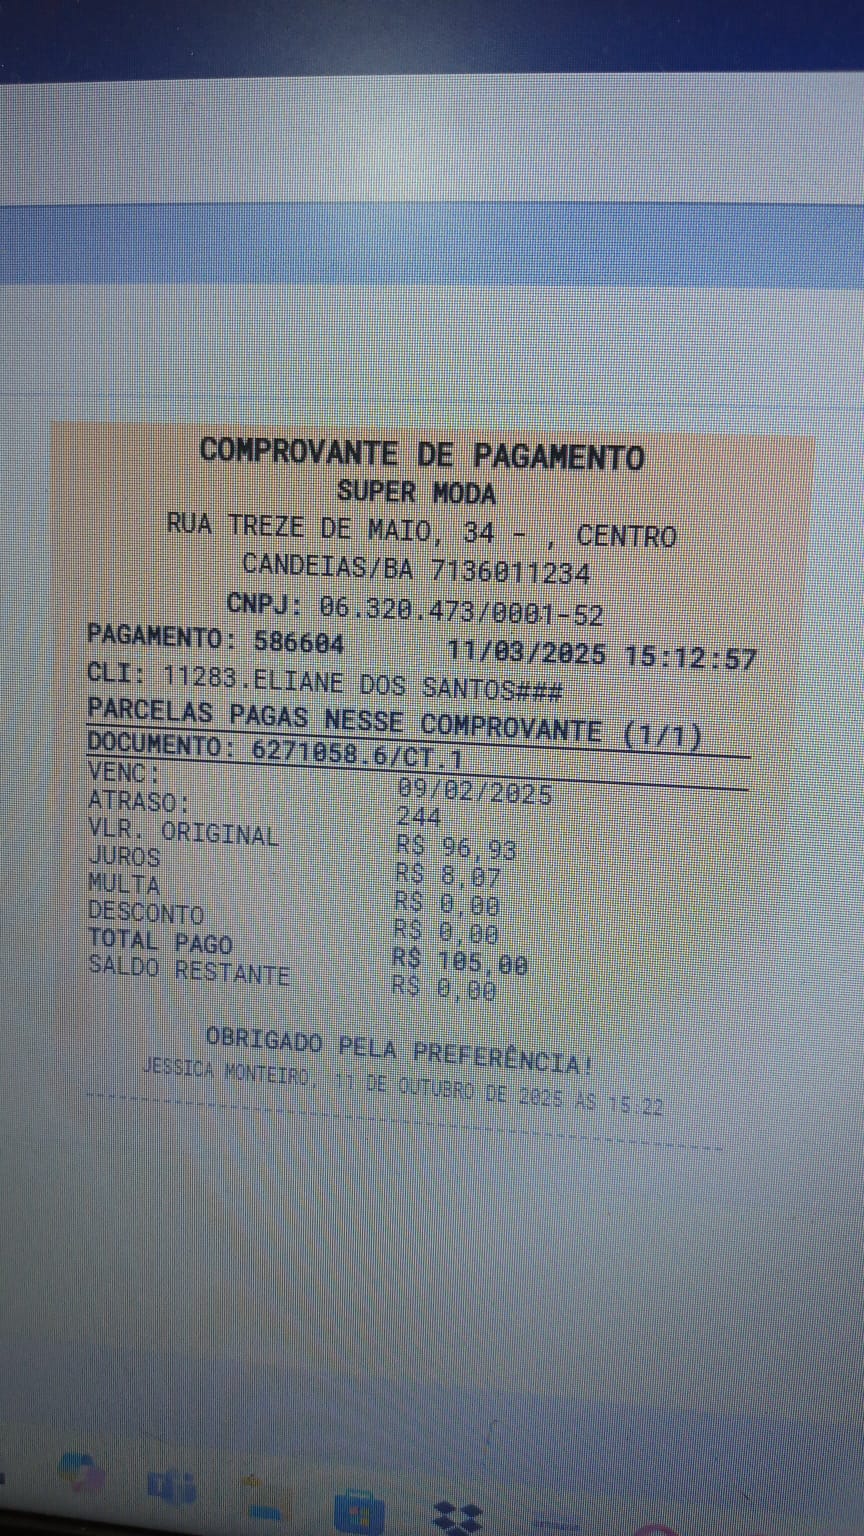 COMPROVANTE DE PAGAMENTO
SUPER MODA
RUA TREZE DE MAIO, 34 - , CENTRO
CANDEIAS/BA 7136011234
CNPJ: 06.320.473/0001-52
PAGAMENTO: 586604 11/03/2025 15:12:57
CLI: 11283.ELIANE DOS SANTOS###
PARCELAS PAGAS NESSE COMPROVANTE (1/1)
DOCUMENTO: 6271058.6/CT.1
VENC: 09/02/2025
ATRASO: 244
VLR. ORIGINAL R$ 96,93
JUROS R$ 8,07
MULTA R$ 0,00
DESCONTO R$ 0,00
TOTAL PAGO R$ 105,00
SALDO RESTANTE R$ 0,00
OBRIGADO PELA PREFERÊNCIA!
JESSICA MONTEIRO, 11 DE OUTUBRO DE 2025 ÀS 15:22